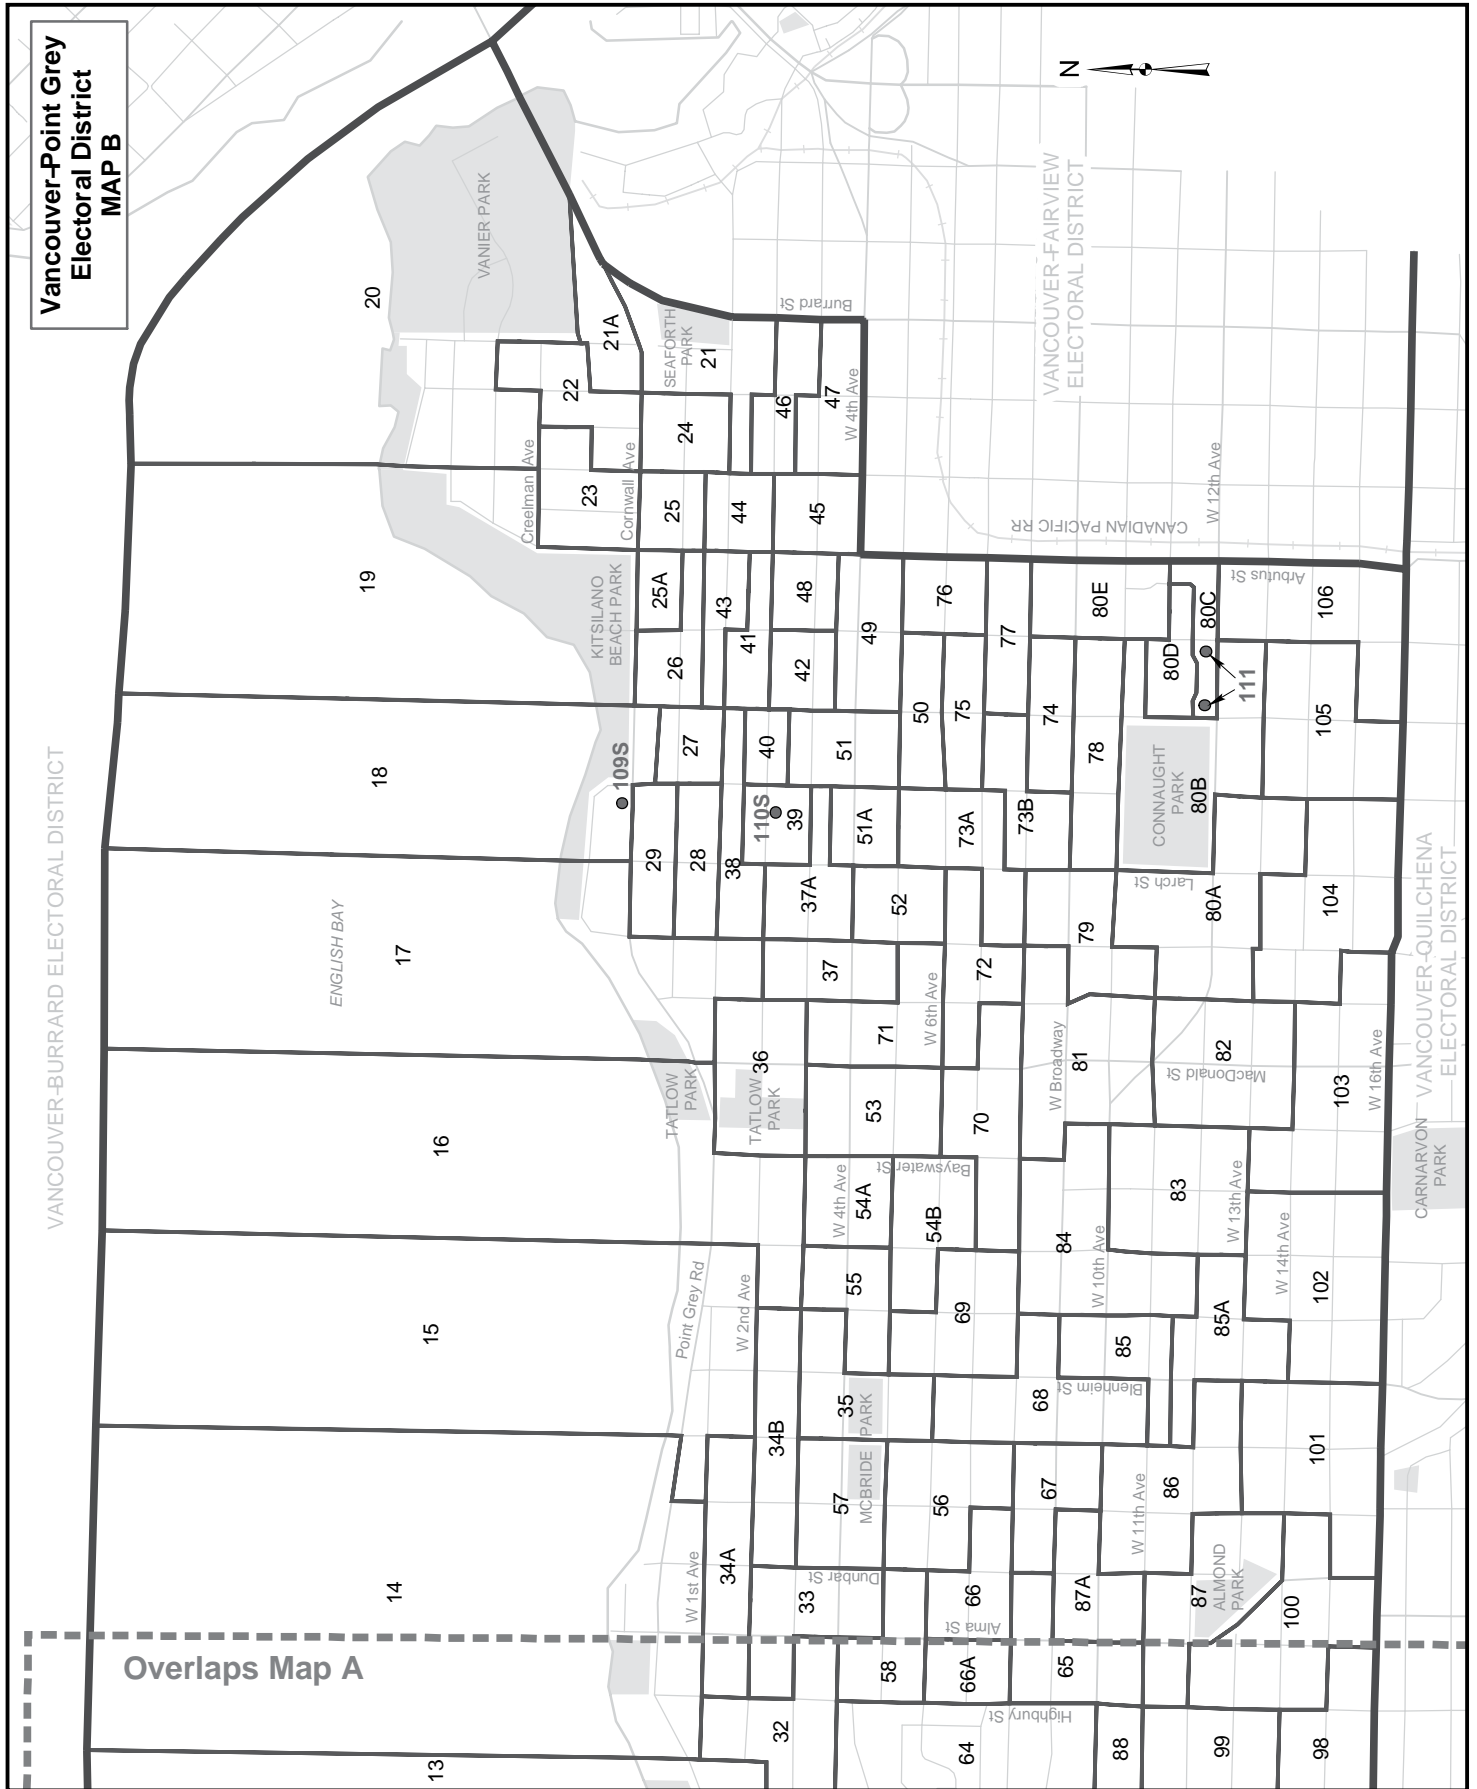 Vancouver-Point Grey
Electoral District
MAP B
N
VANCOUVER-BURRARD ELECTORAL DISTRICT
VANCOUVER-FAIRVIEW
ELECTORAL DISTRICT
VANCOUVER-QUILCHENA
ELECTORAL DISTRICT
Overlaps Map A
ENGLISH BAY
VANIER PARK
SEAFORTH
PARK
KITSILANO
BEACH PARK
TATLOW
PARK
TATLOW
PARK
CONNAUGHT
PARK
CARNARVON
PARK
MCBRIDE PARK
ALMOND
PARK
Burrard St
W 4th Ave
Creelman Ave
Cornwall Ave
CANADIAN PACIFIC RR
W 12th Ave
Arbutus St
Larch St
W 6th Ave
W Broadway
MacDonald St
W 16th Ave
Bayswater St
W 4th Ave
W 13th Ave
W 14th Ave
W 10th Ave
Point Grey Rd
W 2nd Ave
Blenheim St
W 11th Ave
W 1st Ave
Dunbar St
Alma St
Highbury St
13
14
15
16
17
18
19
20
21
21A
22
23
24
25
25A
26
27
28
29
32
33
34A
34B
35
36
37
37A
38
39
40
41
42
43
44
45
46
47
48
49
50
51
51A
52
53
54A
54B
55
56
57
58
64
65
66
66A
67
68
69
70
71
72
73A
73B
74
75
76
77
78
79
80A
80B
80C
80D
80E
81
82
83
84
85
85A
86
87
87A
88
98
99
100
101
102
103
104
105
106
109S
110S
111